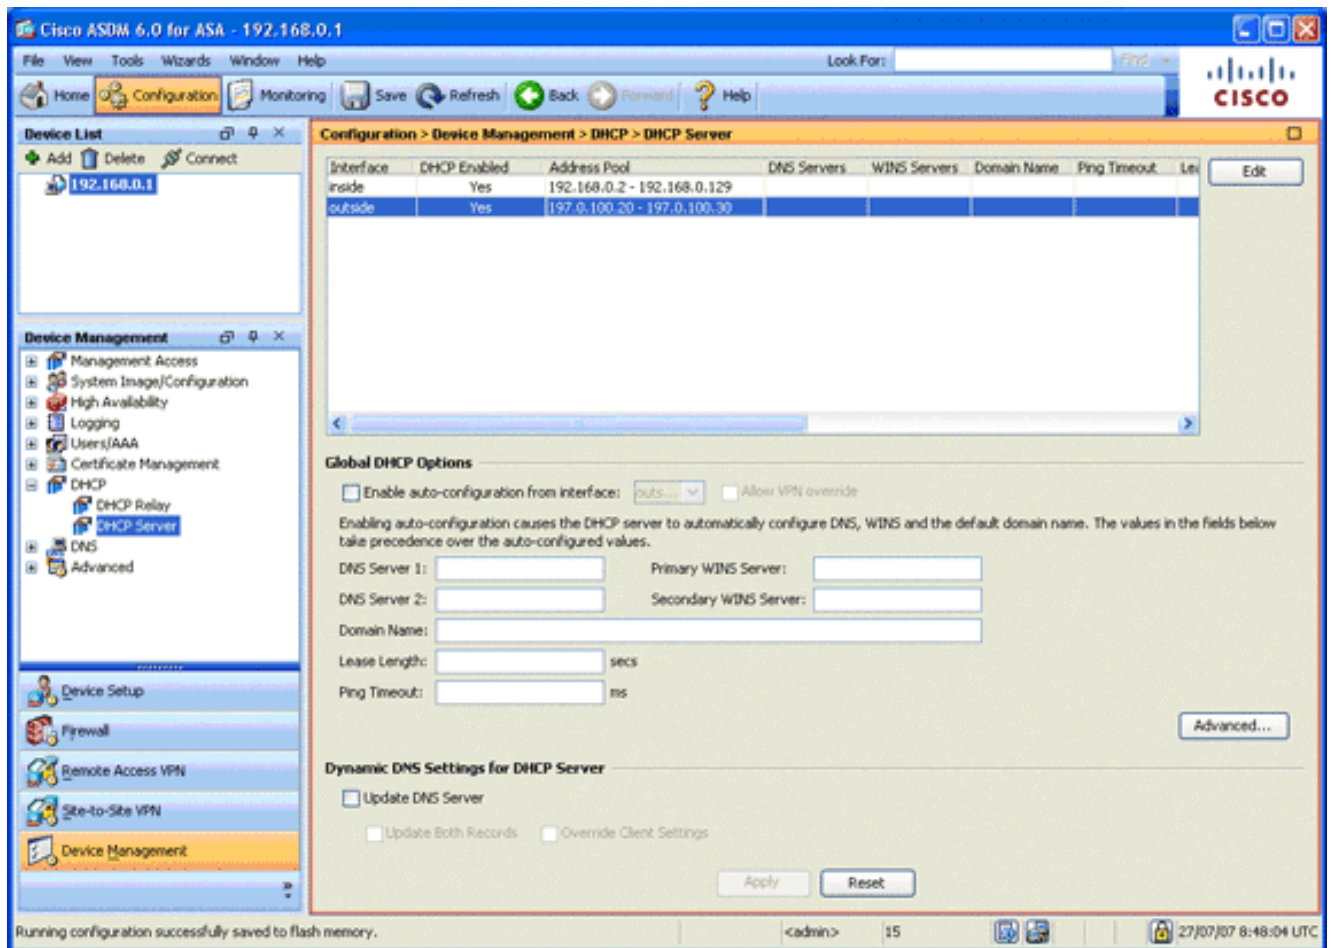 Cisco ASDM 6.0 for ASA - 192.168.0.1
File View Tools Wizards Window Help Look For: Find
Home Configuration Monitoring Save Refresh Back Forward Help
CISCO
Device List
Add Delete Connect
192.168.0.1
Device Management
Management Access
System Image/Configuration
High Availability
Logging
Users/AAA
Certificate Management
DHCP
DHCP Relay
DHCP Server
DNS
Advanced
Device Setup
Firewall
Remote Access VPN
Site-to-Site VPN
Device Management
Configuration > Device Management > DHCP > DHCP Server
Interface DHCP Enabled Address Pool DNS Servers WINS Servers Domain Name Ping Timeout Lea
inside Yes 192.168.0.2 - 192.168.0.129
outside Yes 197.0.100.20 - 197.0.100.30
Edit
Global DHCP Options
Enable auto-configuration from interface: outs... Allow VPN override
Enabling auto-configuration causes the DHCP server to automatically configure DNS, WINS and the default domain name. The values in the fields below
take precedence over the auto-configured values.
DNS Server 1: Primary WINS Server:
DNS Server 2: Secondary WINS Server:
Domain Name:
Lease Length: secs
Ping Timeout: ms
Advanced...
Dynamic DNS Settings for DHCP Server
Update DNS Server
Update Both Records Override Client Settings
Apply Reset
Running configuration successfully saved to flash memory. <admin> 15 27/07/07 8:48:04 UTC